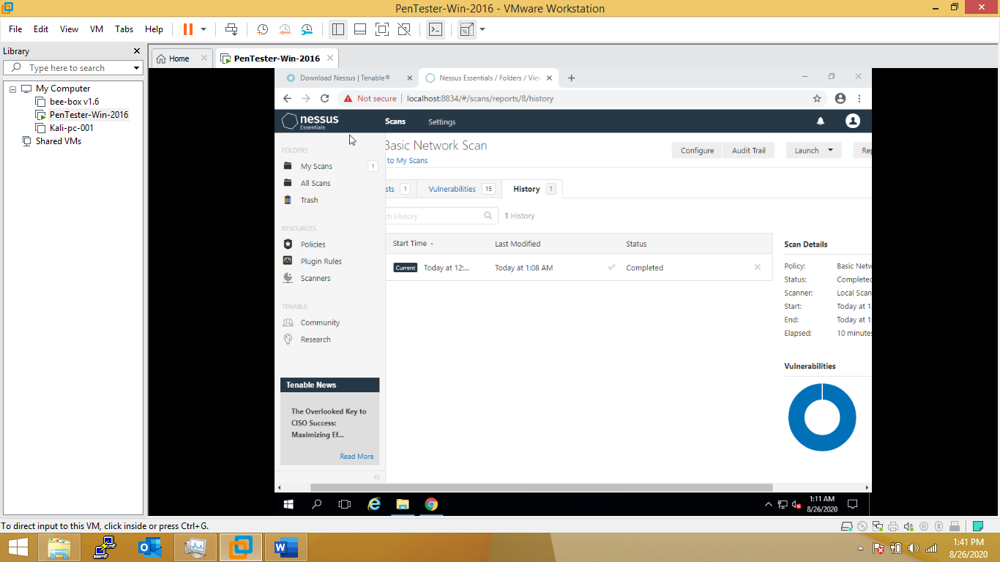 PenTester-Win-2016 - VMware Workstation
File Edit View VM Tabs Help
Library
Type here to search
My Computer
bee-box v1.6
PenTester-Win-2016
Kali-pc-001
Shared VMs
Home
PenTester-Win-2016
Download Nessus | Tenable®
Nessus Essentials / Folders / View
Not secure | localhost:8834/#/scans/reports/8/history
nessus
Essentials
Scans
Settings
FOLDERS
My Scans 1
All Scans
Trash
RESOURCES
Policies
Plugin Rules
Scanners
TENABLE
Community
Research
Tenable News
The Overlooked Key to
CISO Success:
Maximizing Ef...
Read More
Basic Network Scan
to My Scans
Configure
Audit Trail
Launch
Rep
sts 1
Vulnerabilities 15
History 1
ch History
1 History
Start Time
Last Modified
Status
Current
Today at 12:...
Today at 1:08 AM
Completed
Scan Details
Policy: Basic Netw
Status: Completed
Scanner: Local Scan
Start: Today at 1
End: Today at 1
Elapsed: 10 minutes
Vulnerabilities
1:11 AM
8/26/2020
To direct input to this VM, click inside or press Ctrl+G.
1:41 PM
8/26/2020